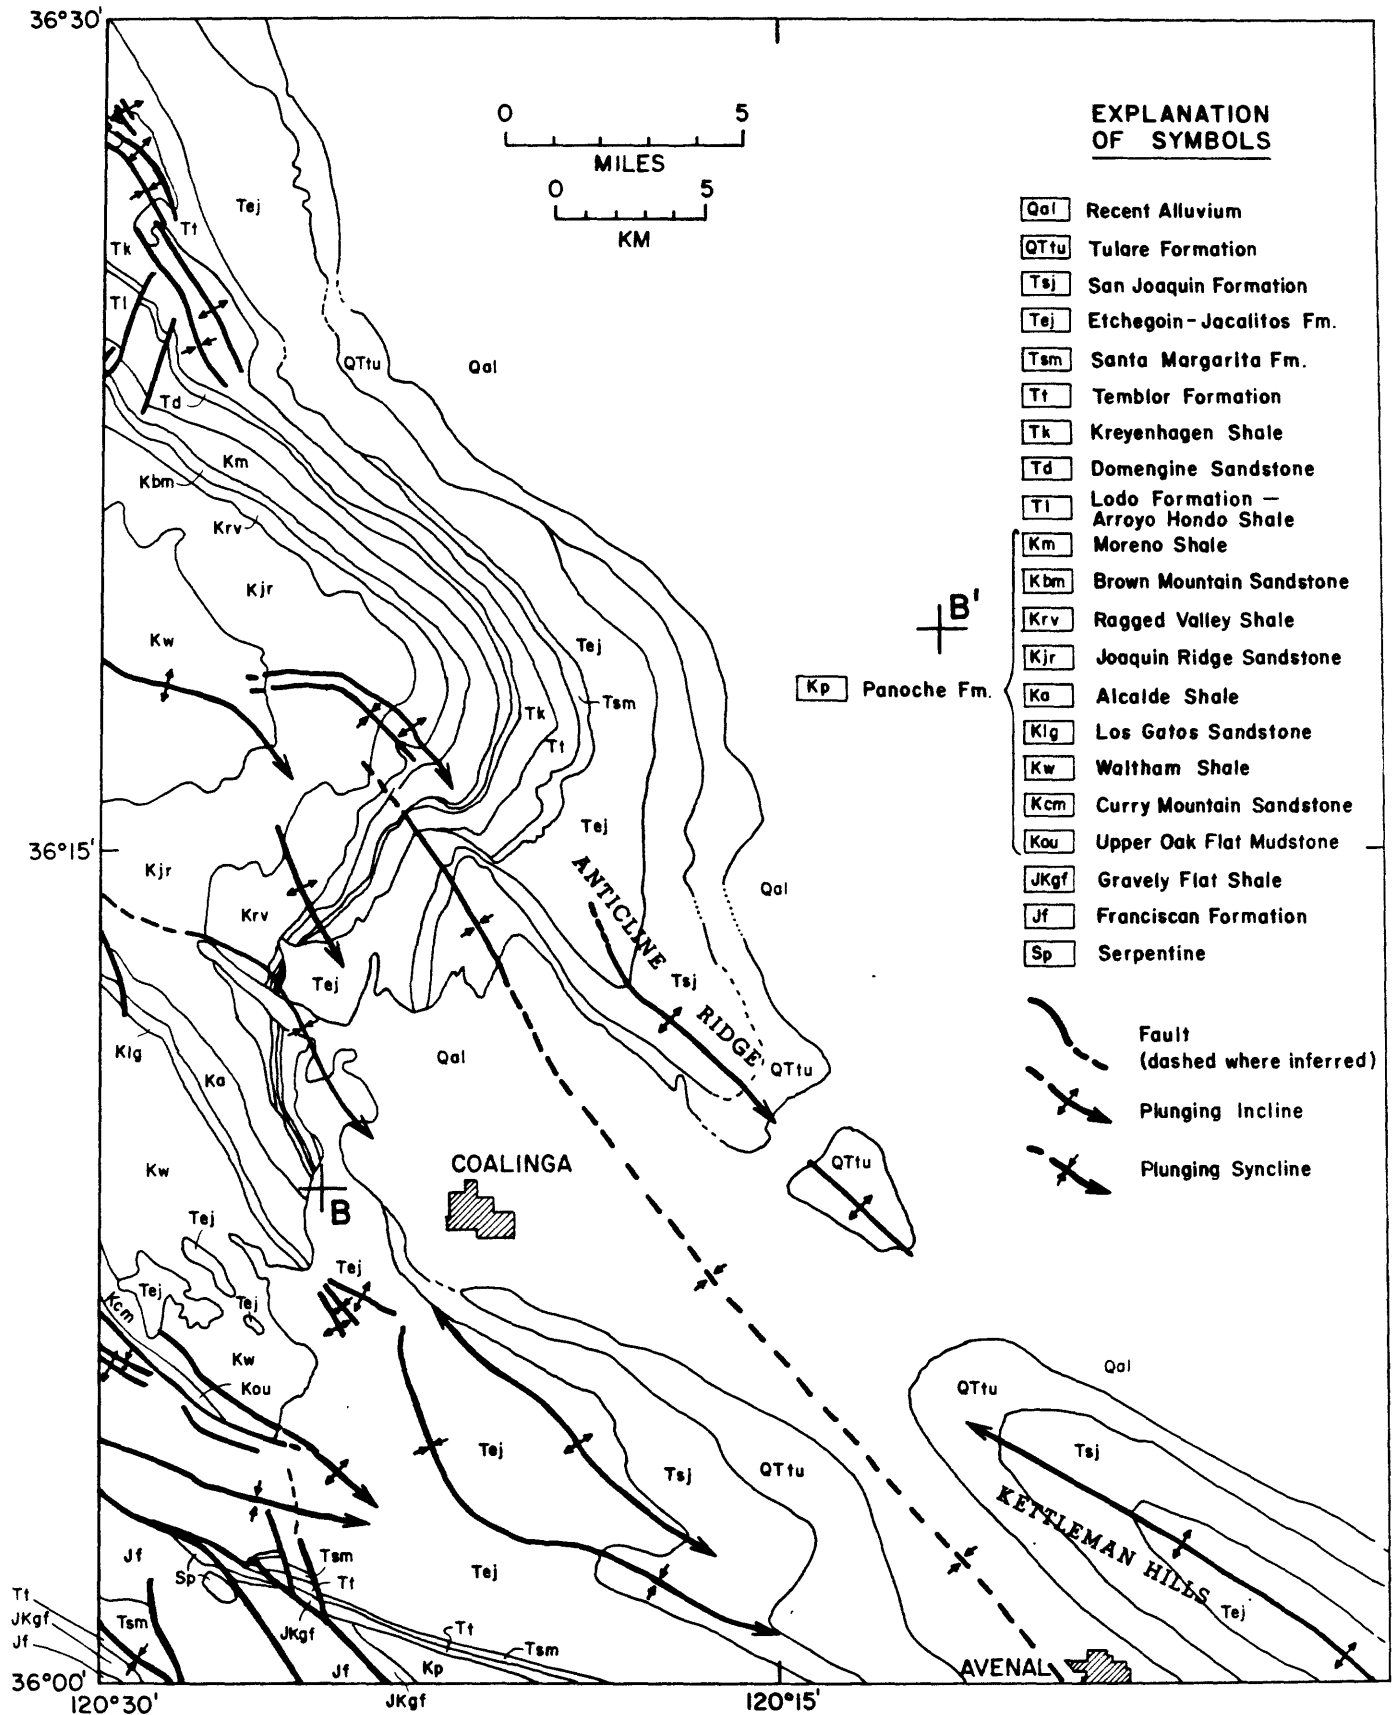 36°30'
0 5
MILES
0 5
KM
EXPLANATION
OF SYMBOLS
Qal Recent Alluvium
QTtu Tulare Formation
Tsj San Joaquin Formation
Tej Etchegoin-Jacalitos Fm.
Tsm Santa Margarita Fm.
Tt Temblor Formation
Tk Kreyenhagen Shale
Td Domengine Sandstone
Tl Lodo Formation —
Arroyo Hondo Shale
Km Moreno Shale
Kbm Brown Mountain Sandstone
Krv Ragged Valley Shale
Kjr Joaquin Ridge Sandstone
Kp Panoche Fm.
Ka Alcalde Shale
Klg Los Gatos Sandstone
Kw Waltham Shale
Kcm Curry Mountain Sandstone
Kou Upper Oak Flat Mudstone
JKgf Gravely Flat Shale
Jf Franciscan Formation
Sp Serpentine
Fault
(dashed where inferred)
Plunging Incline
Plunging Syncline
Tej
Tt
Tk
Tl
QTtu
Qal
Td
Km
Kbm
Krv
Kjr
Kw
B'
Tej
Tsm
Tk
Tt
Tej
36°15'
Kjr
Qal
ANTICLINE
RIDGE
Krv
Tej
Tsj
Klg
Ka
Qal
QTtu
Kw
COALINGA
QTtu
B
Tej
Tej
Tej
Kcm
Tej
Kw
Kou
Qal
QTtu
Tej
Tsj
QTtu
Tsj
KETTLEMAN HILLS
Tej
Jf
Sp
Tsm
Tt
Tej
Tt
JKgf
Jf
Tsm
JKgf
Tt
Tsm
Jf
Kp
AVENAL
36°00'
120°30'
JKgf
120°15'